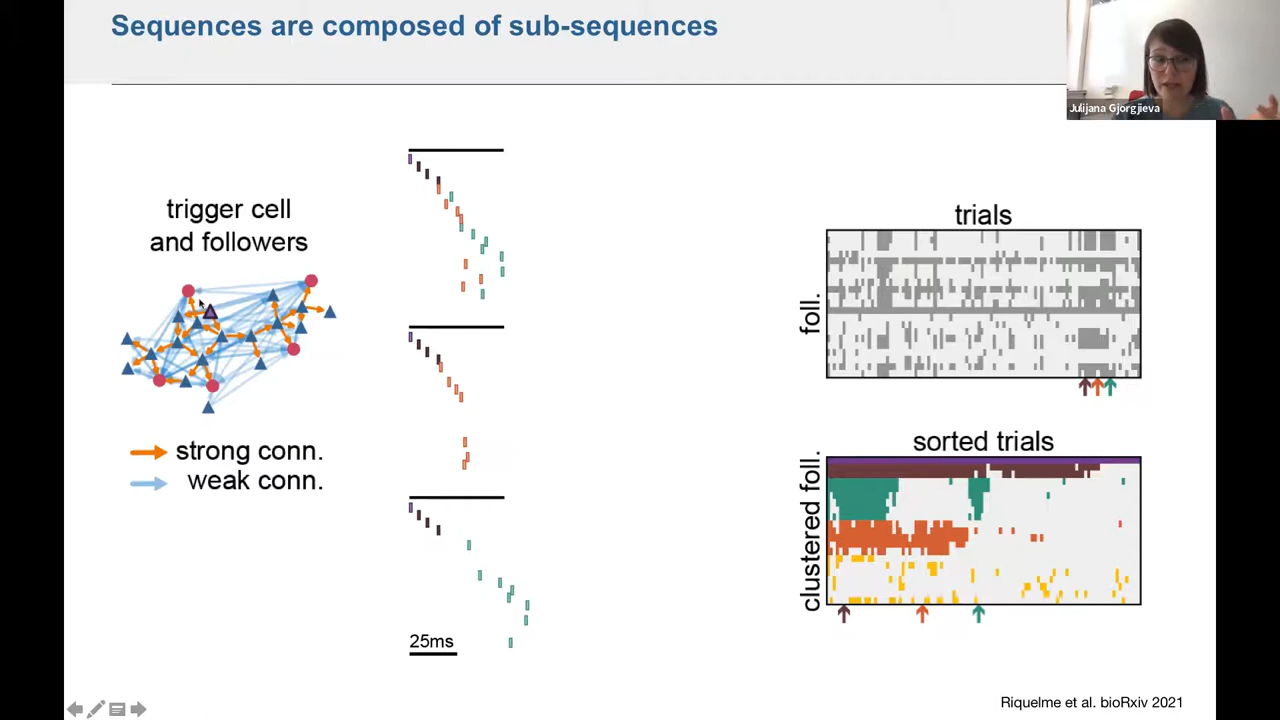 Sequences are composed of sub-sequences
Julijana Gjorgjieva
trigger cell
and followers
strong conn.
weak conn.
25ms
trials
foll.
sorted trials
clustered foll.
Riquelme et al. bioRxiv 2021